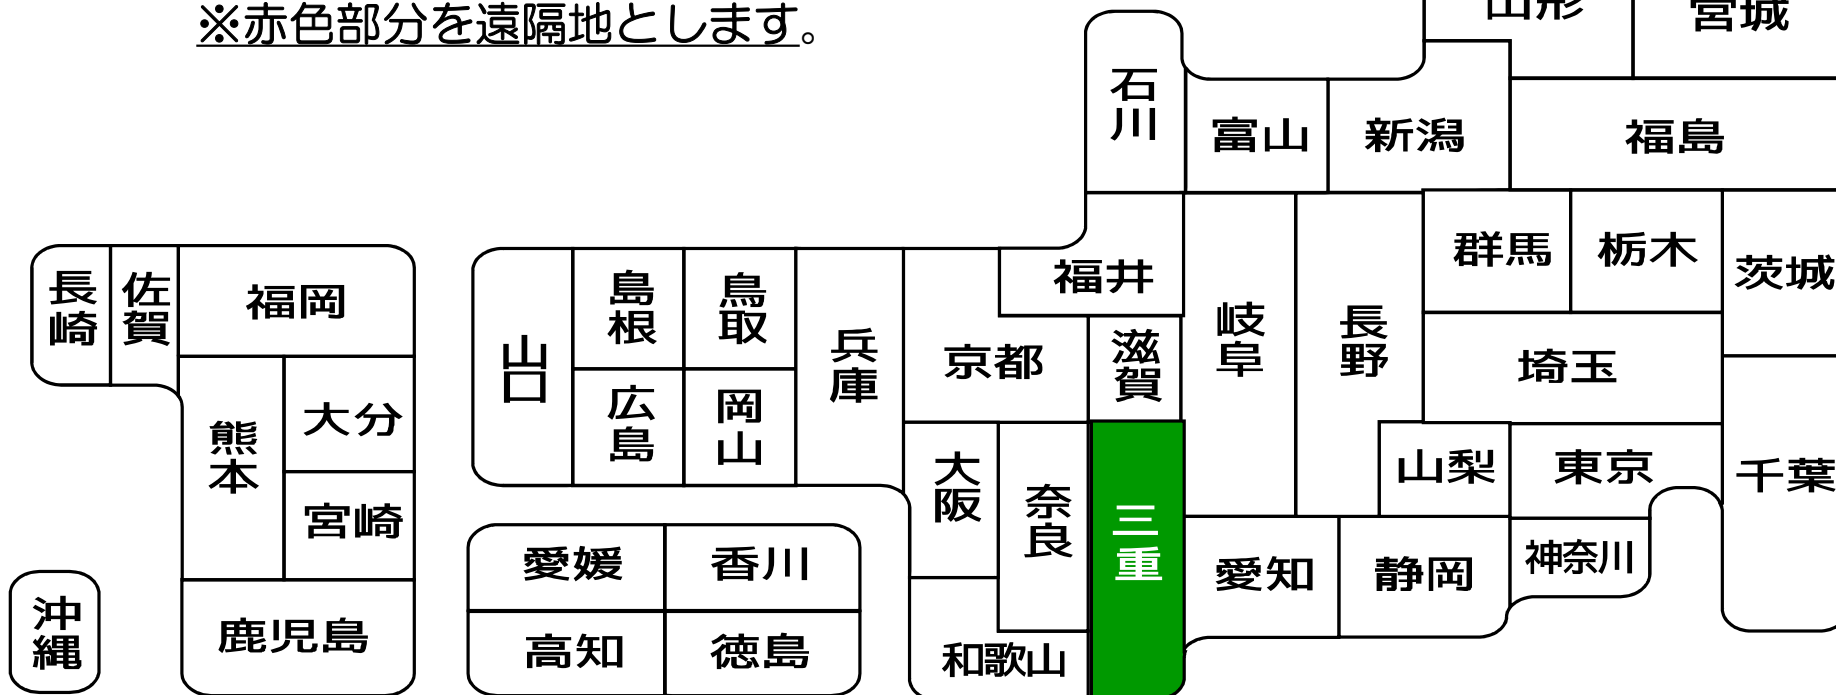 ※赤色部分を遠隔地とします。
山形
宮城
石川
富山
新潟
福島
長崎
佐賀
福岡
山口
島根
鳥取
兵庫
京都
福井
滋賀
岐阜
長野
群馬
栃木
茨城
埼玉
熊本
大分
宮崎
鹿児島
沖縄
広島
岡山
大阪
奈良
三重
愛知
静岡
山梨
東京
神奈川
千葉
愛媛
香川
高知
徳島
和歌山